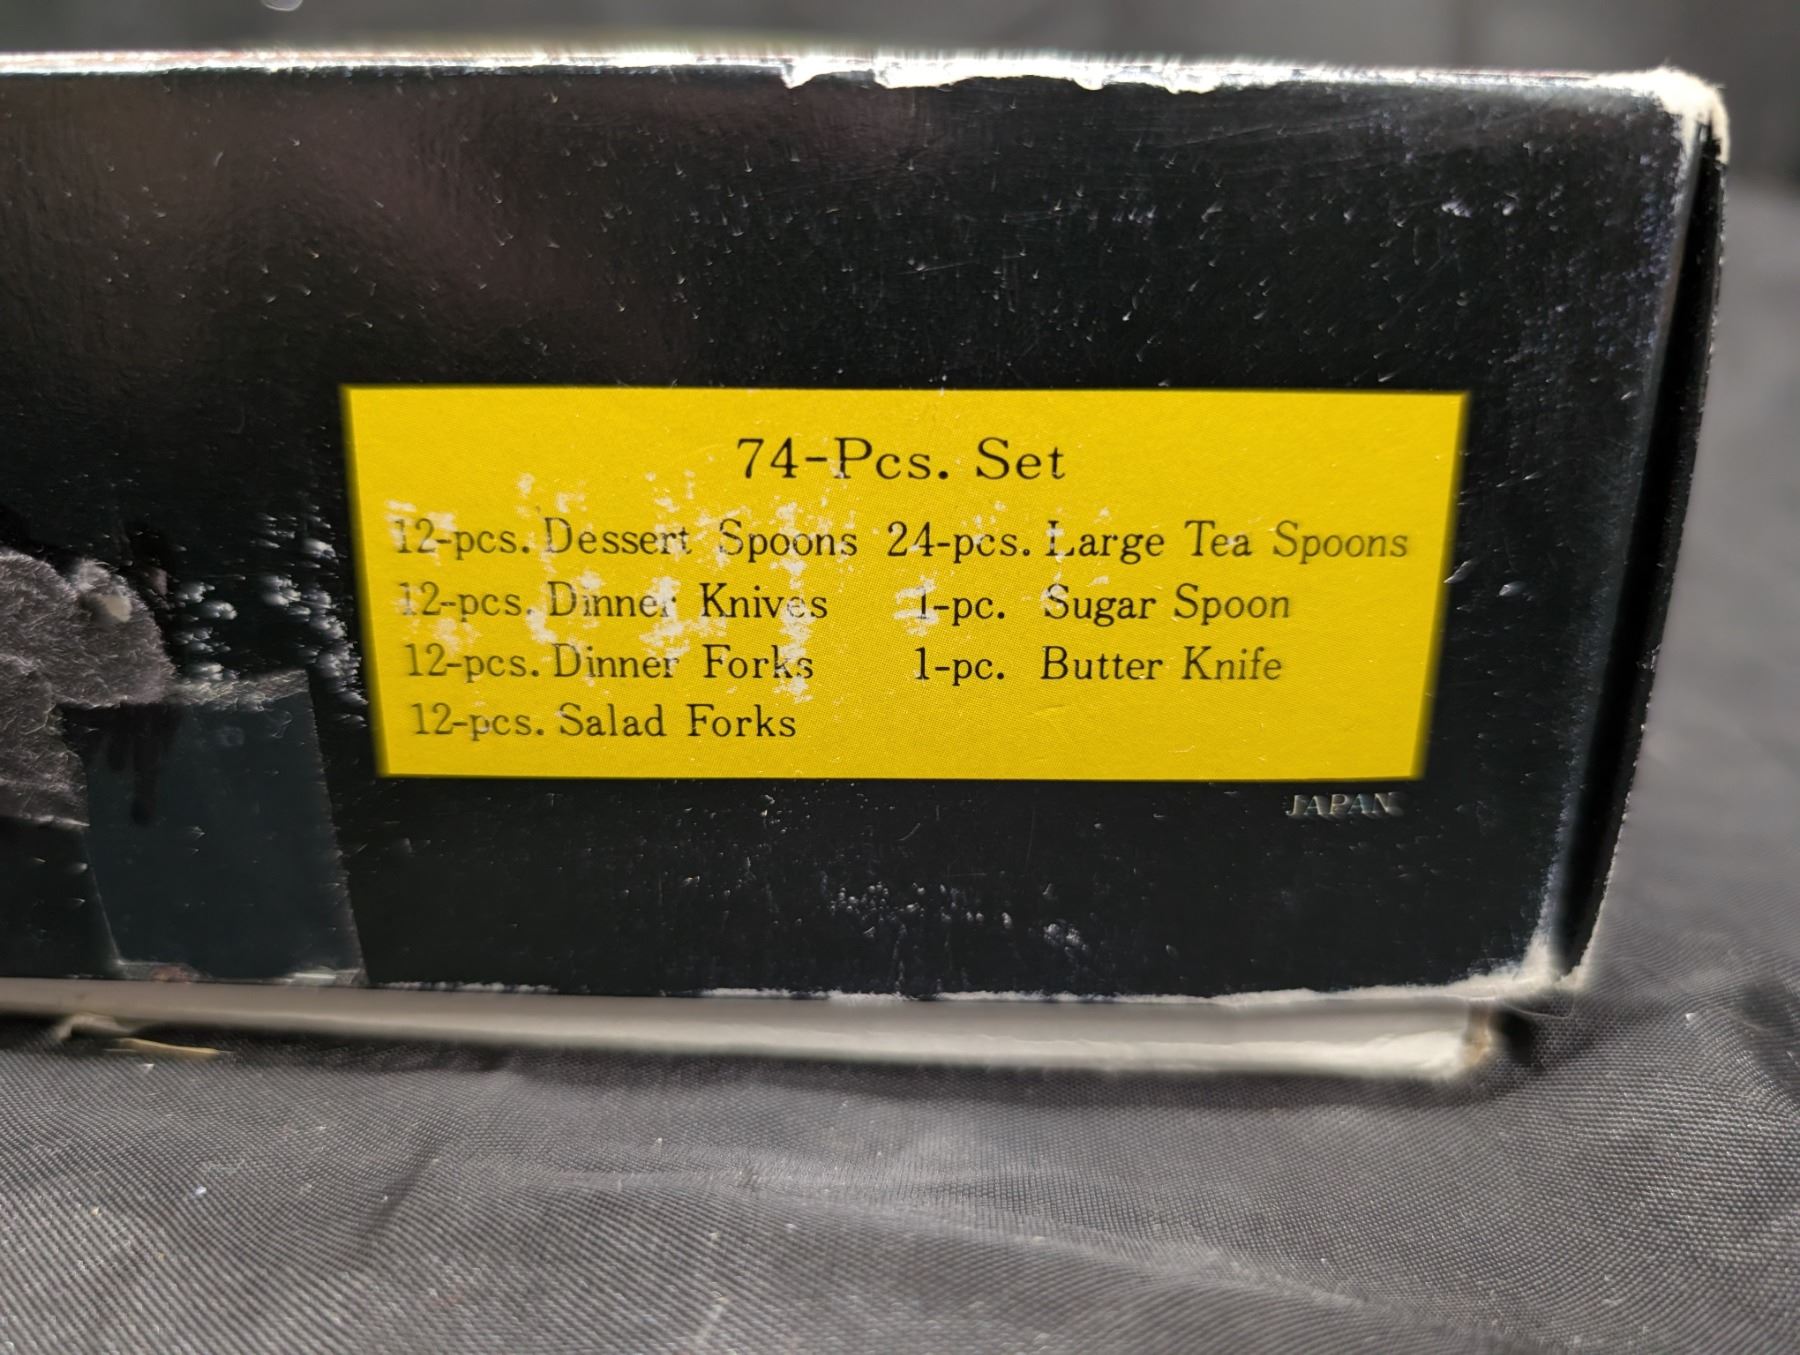 74-Pcs. Set
12-pcs. Dessert Spoons 24-pcs. Large Tea Spoons
12-pcs. Dinner Knives 1-pc. Sugar Spoon
12-pcs. Dinner Forks 1-pc. Butter Knife
12-pcs. Salad Forks
JAPAN